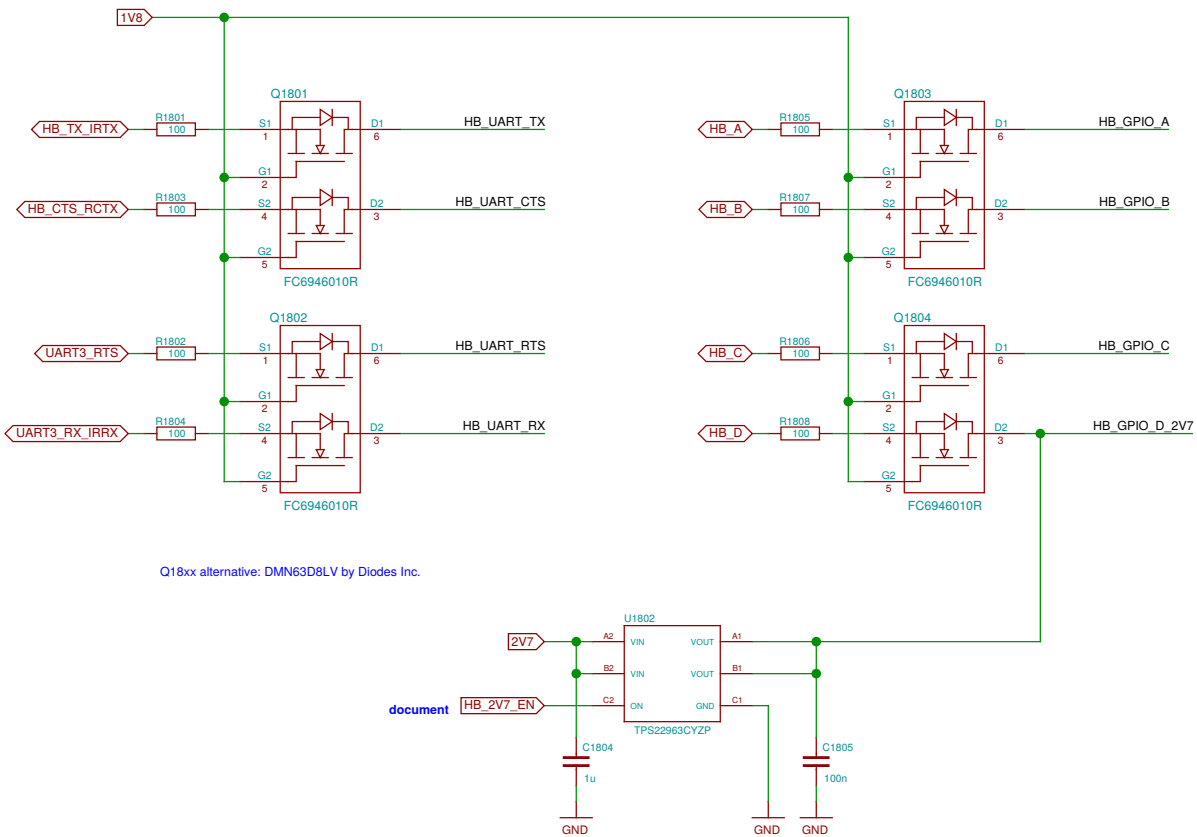 1V8
Q1801
HB_TX_IRTX
R1801
100
S1
1
D1
6
HB_UART_TX
G1
2
HB_CTS_RCTX
R1803
100
S2
4
D2
3
HB_UART_CTS
G2
5
FC6946010R
Q1802
UART3_RTS
R1802
100
S1
1
D1
6
HB_UART_RTS
G1
2
UART3_RX_IRRX
R1804
100
S2
4
D2
3
HB_UART_RX
G2
5
FC6946010R
Q1803
HB_A
R1805
100
S1
1
D1
6
HB_GPIO_A
G1
2
HB_B
R1807
100
S2
4
D2
3
HB_GPIO_B
G2
5
FC6946010R
Q1804
HB_C
R1806
100
S1
1
D1
6
HB_GPIO_C
G1
2
HB_D
R1808
100
S2
4
D2
3
HB_GPIO_D_2V7
G2
5
FC6946010R
Q18xx alternative: DMN63D8LV by Diodes Inc.
U1802
2V7
A2
VIN
VOUT
A1
B2
VIN
VOUT
B1
document
HB_2V7_EN
C2
ON
GND
C1
TPS22963CYZP
C1804
1u
C1805
100n
GND
GND
GND